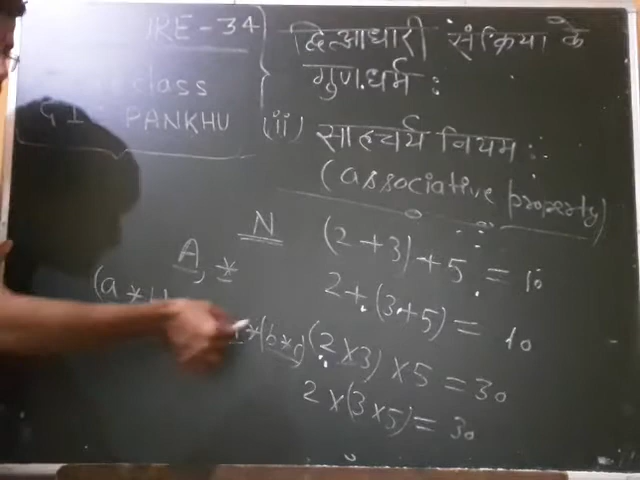 URE-34
class
PANKHU
द्विआधारी संक्रिया के
गुण.धर्म :
(ii) साहचर्य नियम :
(associative property)
N
(2+3)+5 = 10
2+(3+5) = 10
A, *
(a *
*(b*c)
(2×3)×5 = 30
2×(3×5) = 30